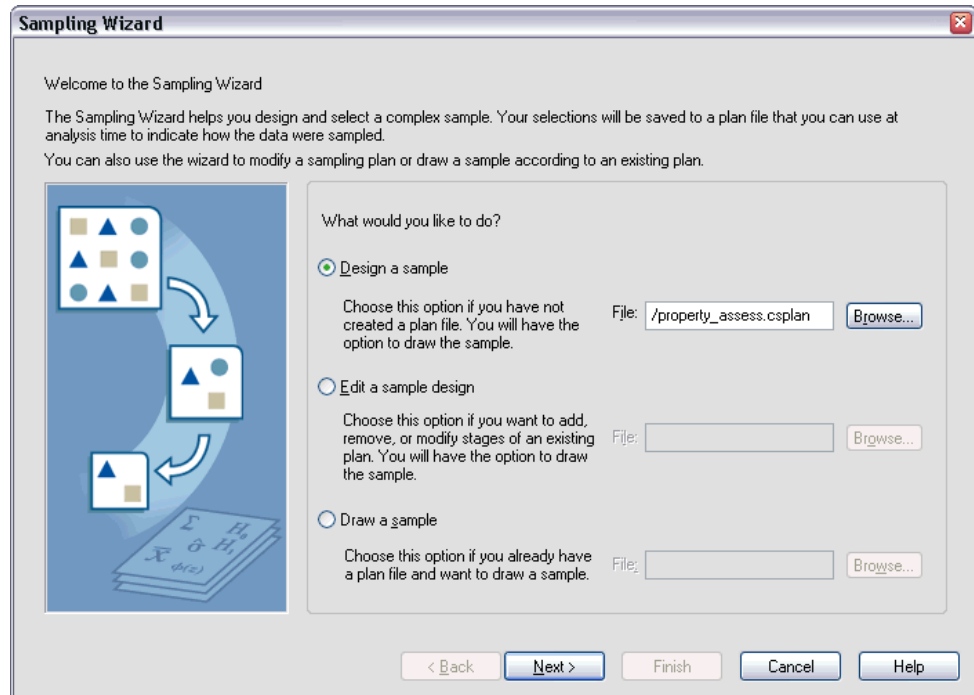 Sampling Wizard
Welcome to the Sampling Wizard
The Sampling Wizard helps you design and select a complex sample. Your selections will be saved to a plan file that you can use at
analysis time to indicate how the data were sampled.
You can also use the wizard to modify a sampling plan or draw a sample according to an existing plan.
What would you like to do?
Design a sample
Choose this option if you have not
created a plan file. You will have the
option to draw the sample.
File: /property_assess.csplan Browse...
Edit a sample design
Choose this option if you want to add,
remove, or modify stages of an existing
plan. You will have the option to draw
the sample.
File: Browse...
Draw a sample
Choose this option if you already have
a plan file and want to draw a sample.
File: Browse...
Σ H₀
x̄ σ̂ H₁
ϕ(z)
< Back Next > Finish Cancel Help